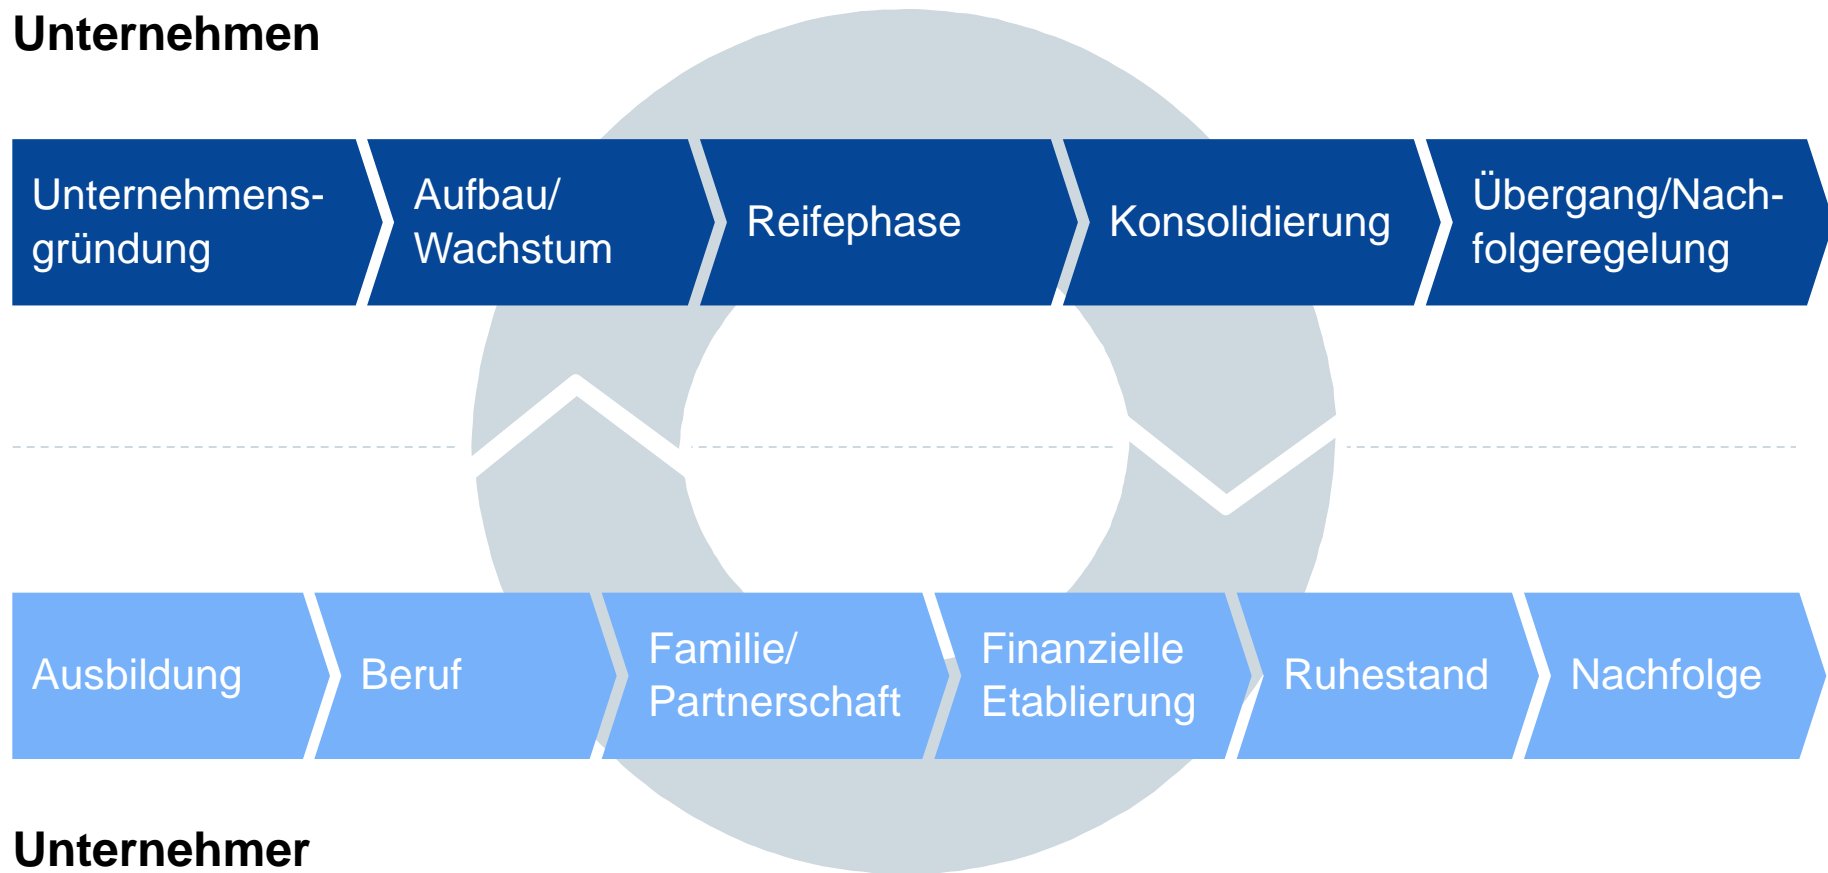 Unternehmen
Unternehmens-
gründung
Aufbau/
Wachstum
Reifephase
Konsolidierung
Übergang/Nach-
folgeregelung
Ausbildung
Beruf
Familie/
Partnerschaft
Finanzielle
Etablierung
Ruhestand
Nachfolge
Unternehmer